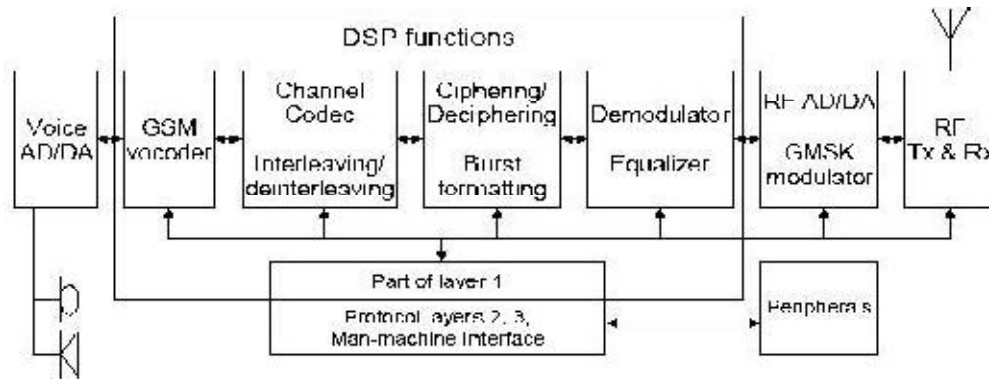 DSP functions
Voice
AD/DA
GSM
vocoder
Channel
Codec
Interleaving/
deinterleaving
Ciphering/
Deciphering
Burst
formatting
Demodulator
Equalizer
RF AD/DA
GMSK
modulator
RF
Tx & Rx
Part of layer 1
Protocol layers 2, 3,
Man-machine interface
Peripherals